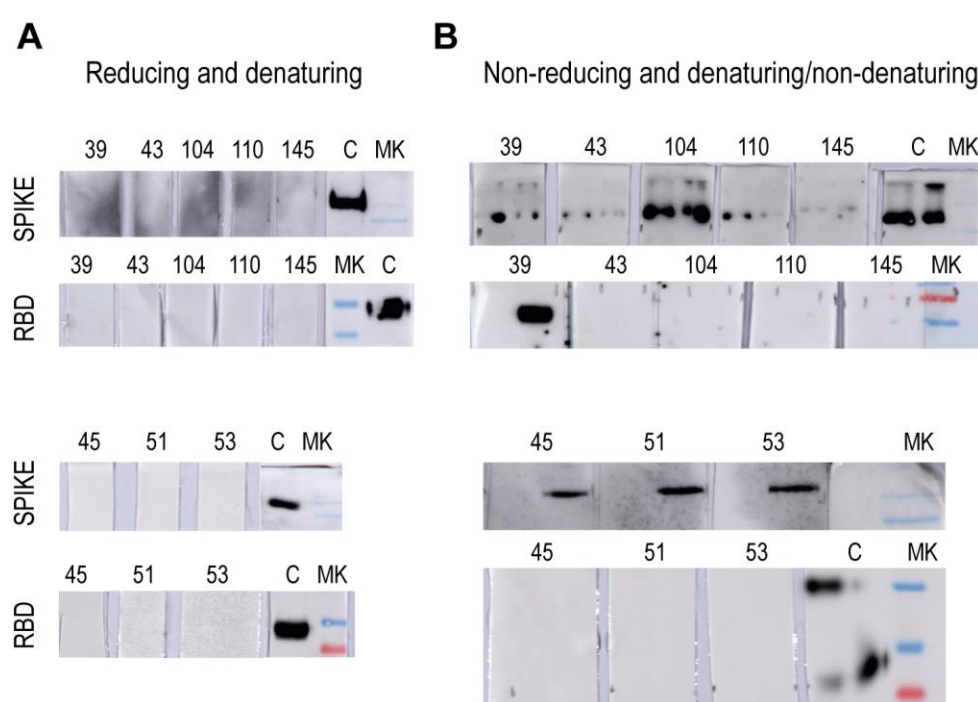 A
Reducing and denaturing
39 43 104 110 145 C MK
SPIKE
39 43 104 110 145 MK C
RBD
45 51 53 C MK
SPIKE
45 51 53 C MK
RBD
B
Non-reducing and denaturing/non-denaturing
39 43 104 110 145 C MK
39 43 104 110 145 MK
45 51 53 MK
45 51 53 C MK